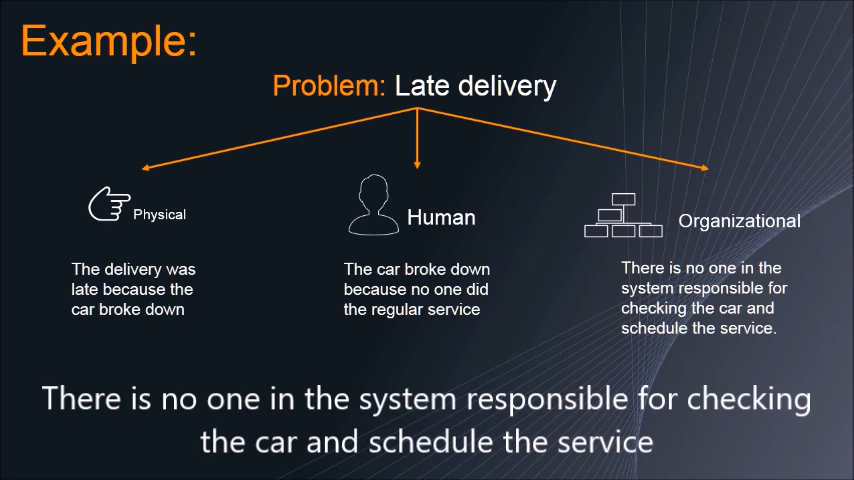 Example:
Problem: Late delivery
Physical
Human
Organizational
The delivery was
late because the
car broke down
The car broke down
because no one did
the regular service
There is no one in the
system responsible for
checking the car and
schedule the service.
There is no one in the system responsible for checking
the car and schedule the service